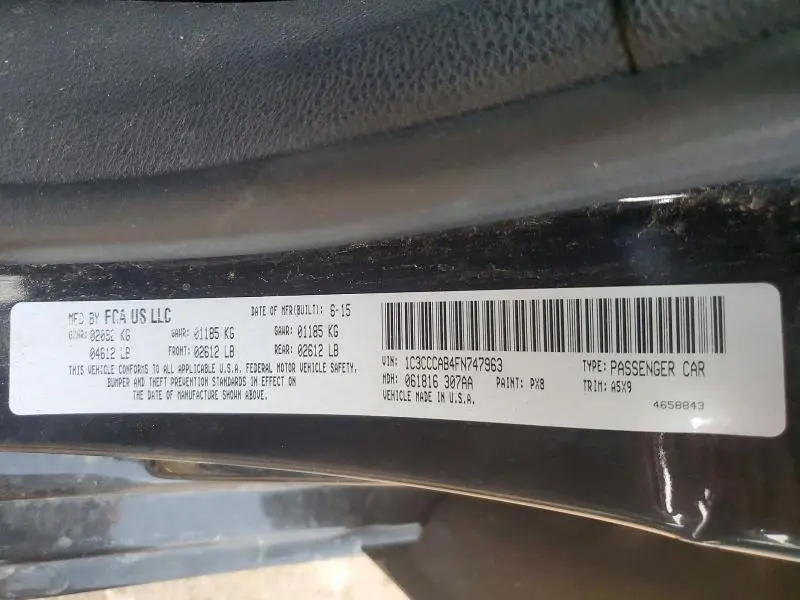 MFD BY FCA US LLC DATE OF MFR(BUILT): 6-15
GVWR: 02092 KG GAWR: 01185 KG GAWR: 01185 KG
04612 LB FRONT: 02612 LB REAR: 02612 LB
THIS VEHICLE CONFORMS TO ALL APPLICABLE U.S.A. FEDERAL MOTOR VEHICLE SAFETY,
BUMPER AND THEFT PREVENTION STANDARDS IN EFFECT ON
THE DATE OF MANUFACTURE SHOWN ABOVE.
VIN: 1C3CCCAB4FN747963 TYPE: PASSENGER CAR
MDH: 061816 307AA PAINT: PX8 TRIM: A5X9
VEHICLE MADE IN U.S.A.
4658843